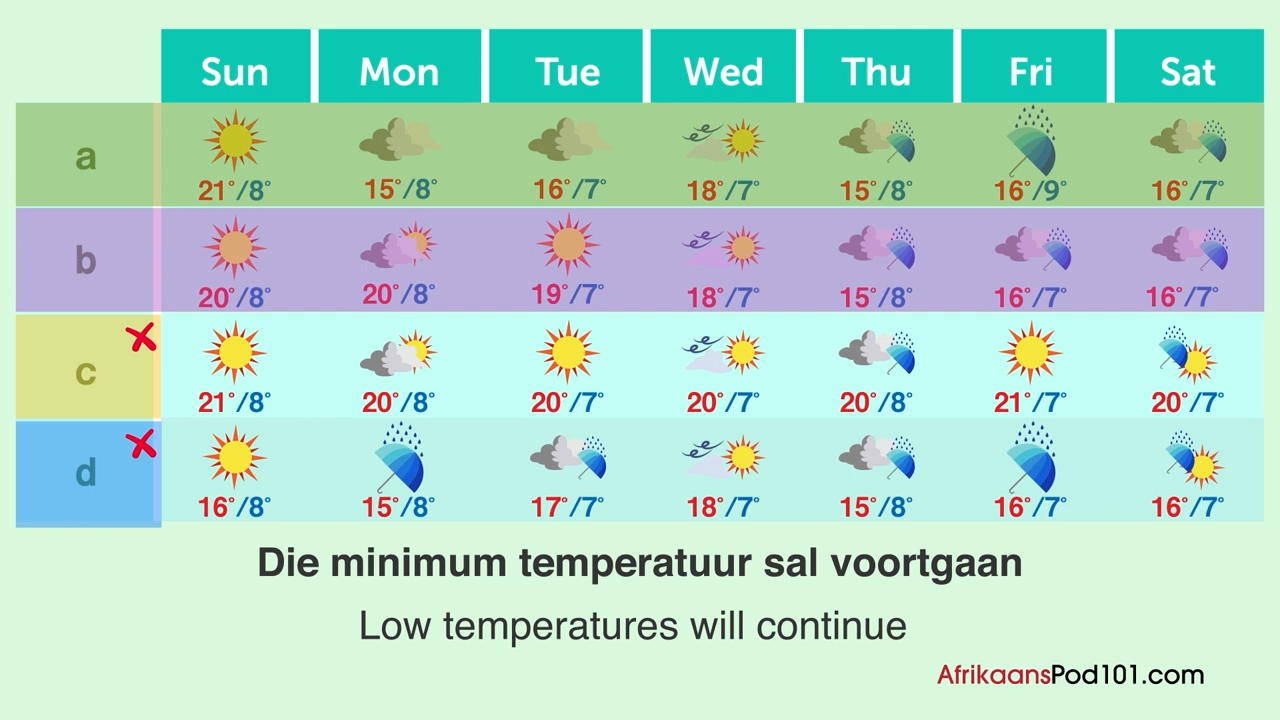 Sun Mon Tue Wed Thu Fri Sat
a
21°/8° 15°/8° 16°/7° 18°/7° 15°/8° 16°/9° 16°/7°
b
20°/8° 20°/8° 19°/7° 18°/7° 15°/8° 16°/7° 16°/7°
c
21°/8° 20°/8° 20°/7° 20°/7° 20°/8° 21°/7° 20°/7°
d
16°/8° 15°/8° 17°/7° 18°/7° 15°/8° 16°/7° 16°/7°
Die minimum temperatuur sal voortgaan
Low temperatures will continue
AfrikaansPod101.com